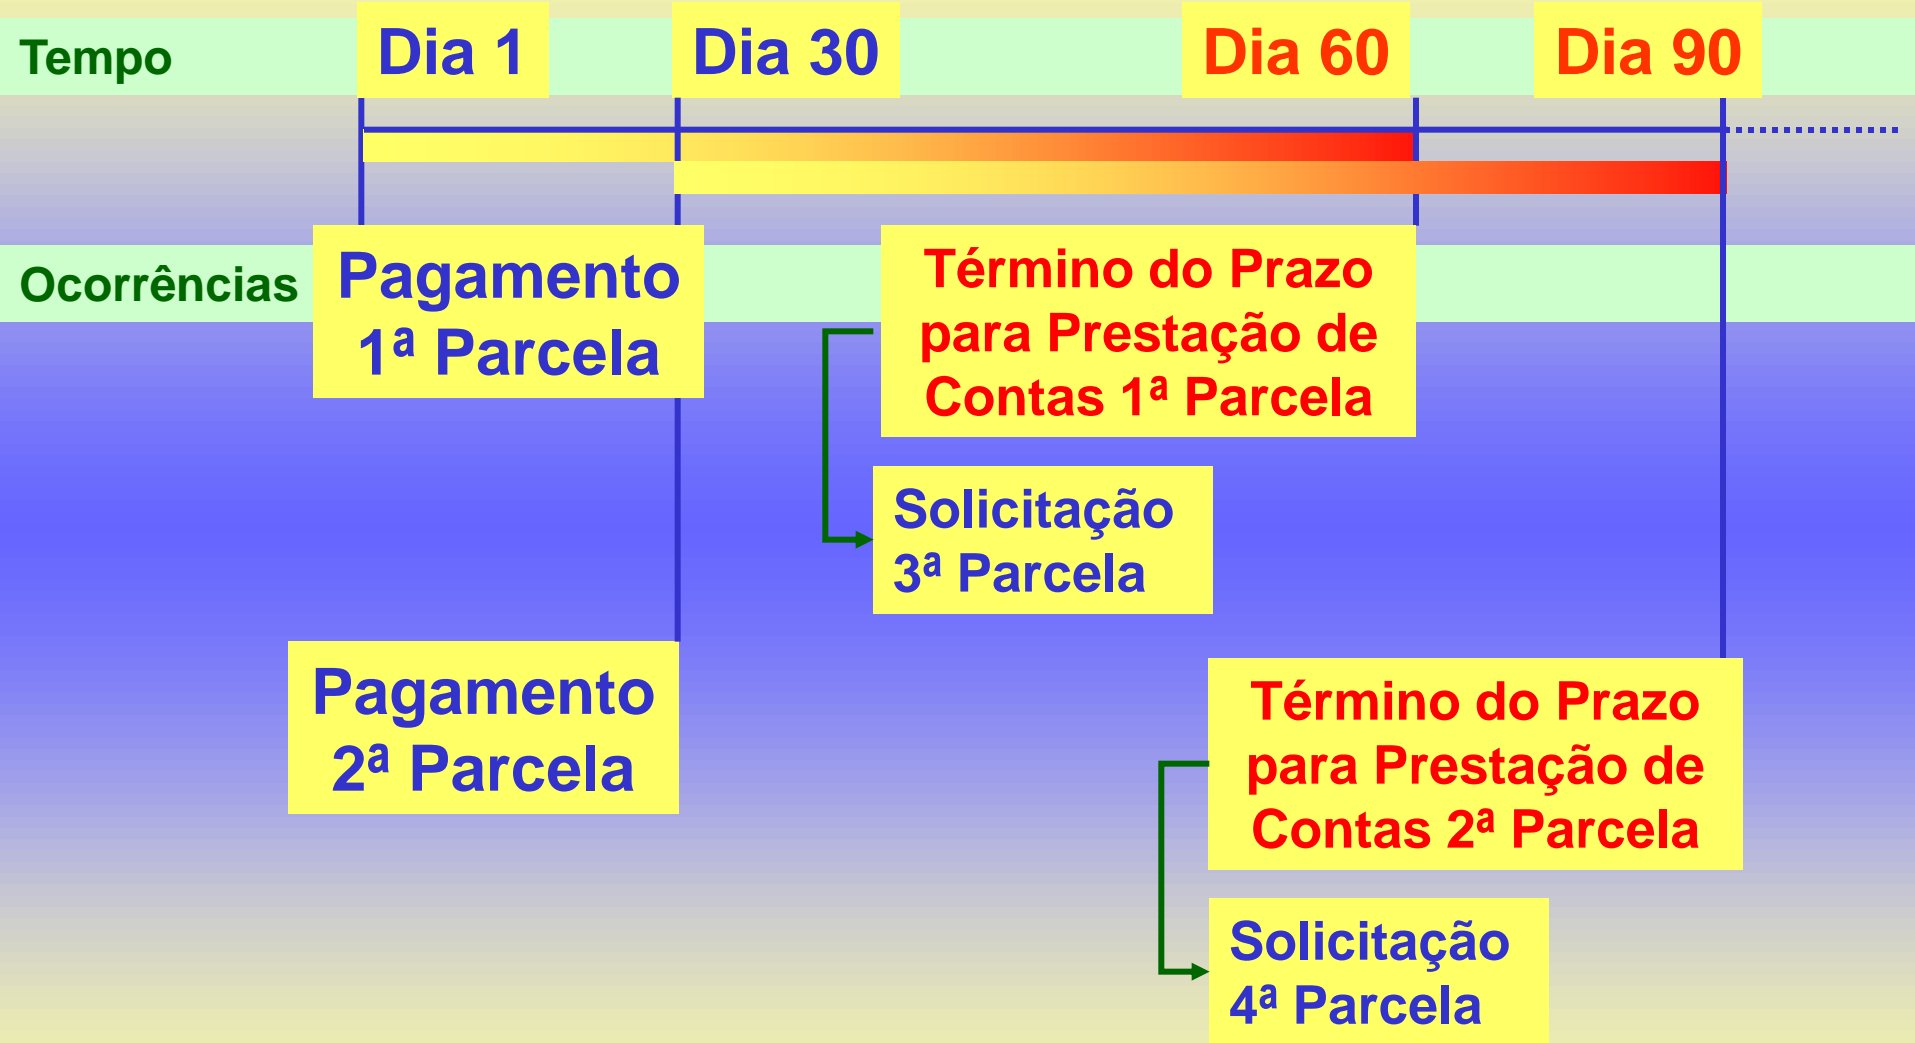 Tempo
Dia 1
Dia 30
Dia 60
Dia 90
Ocorrências
Pagamento
1ª Parcela
Término do Prazo
para Prestação de
Contas 1ª Parcela
Solicitação
3ª Parcela
Pagamento
2ª Parcela
Término do Prazo
para Prestação de
Contas 2ª Parcela
Solicitação
4ª Parcela